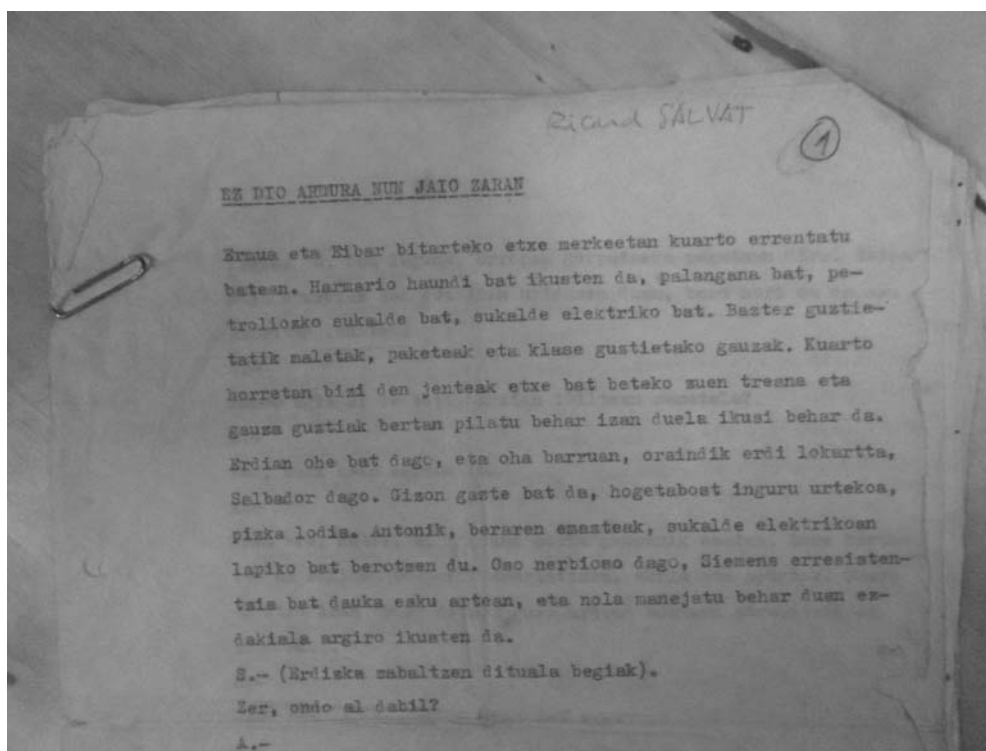 Ricard SALVAT
1
EZ DIO ARDURA NUN JAIO ZARAN
Ermua eta Eibar bitarteko etxe merkeetan kuarto errentatu
batean. Harmario haundi bat ikusten da, palangana bat, pe-
troliozko sukalde bat, sukalde elektriko bat. Bazter guztie-
tatik maletak, paketeak eta klase gustietako gauzak. Kuarto
horretan bizi den jenteak etxe bat beteko zuen tresna eta
gauza guztiak bertan pilatu behar izan duela ikusi behar da.
Erdian ohe bat dago, eta oha barruan, oraindik erdi lokartta,
Salbador dago. Gizon gazte bat da, hogetabost inguru urtekoa,
pizka lodia. Antonik, beraren emazteak, sukalde elektrikoan
lapiko bat berotzen du. Oso nerbioso dago, Siemens erresisten-
tzia bat dauka esku artean, eta nola manejatu behar duan ez-
dakiala argiro ikusten da.
S.- (Erdizka zabaltzen dituala begiak).
Zer, ondo al dabil?
A.-